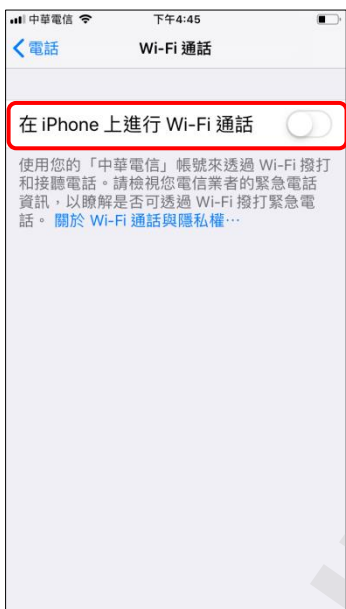 中華電信 下午4:45
電話 Wi-Fi 通話
在 iPhone 上進行 Wi-Fi 通話
使用您的「中華電信」帳號來透過 Wi-Fi 撥打
和接聽電話。請檢視您電信業者的緊急電話
資訊，以瞭解是否可透過 Wi-Fi 撥打緊急電
話。關於 Wi-Fi 通話與隱私權⋯